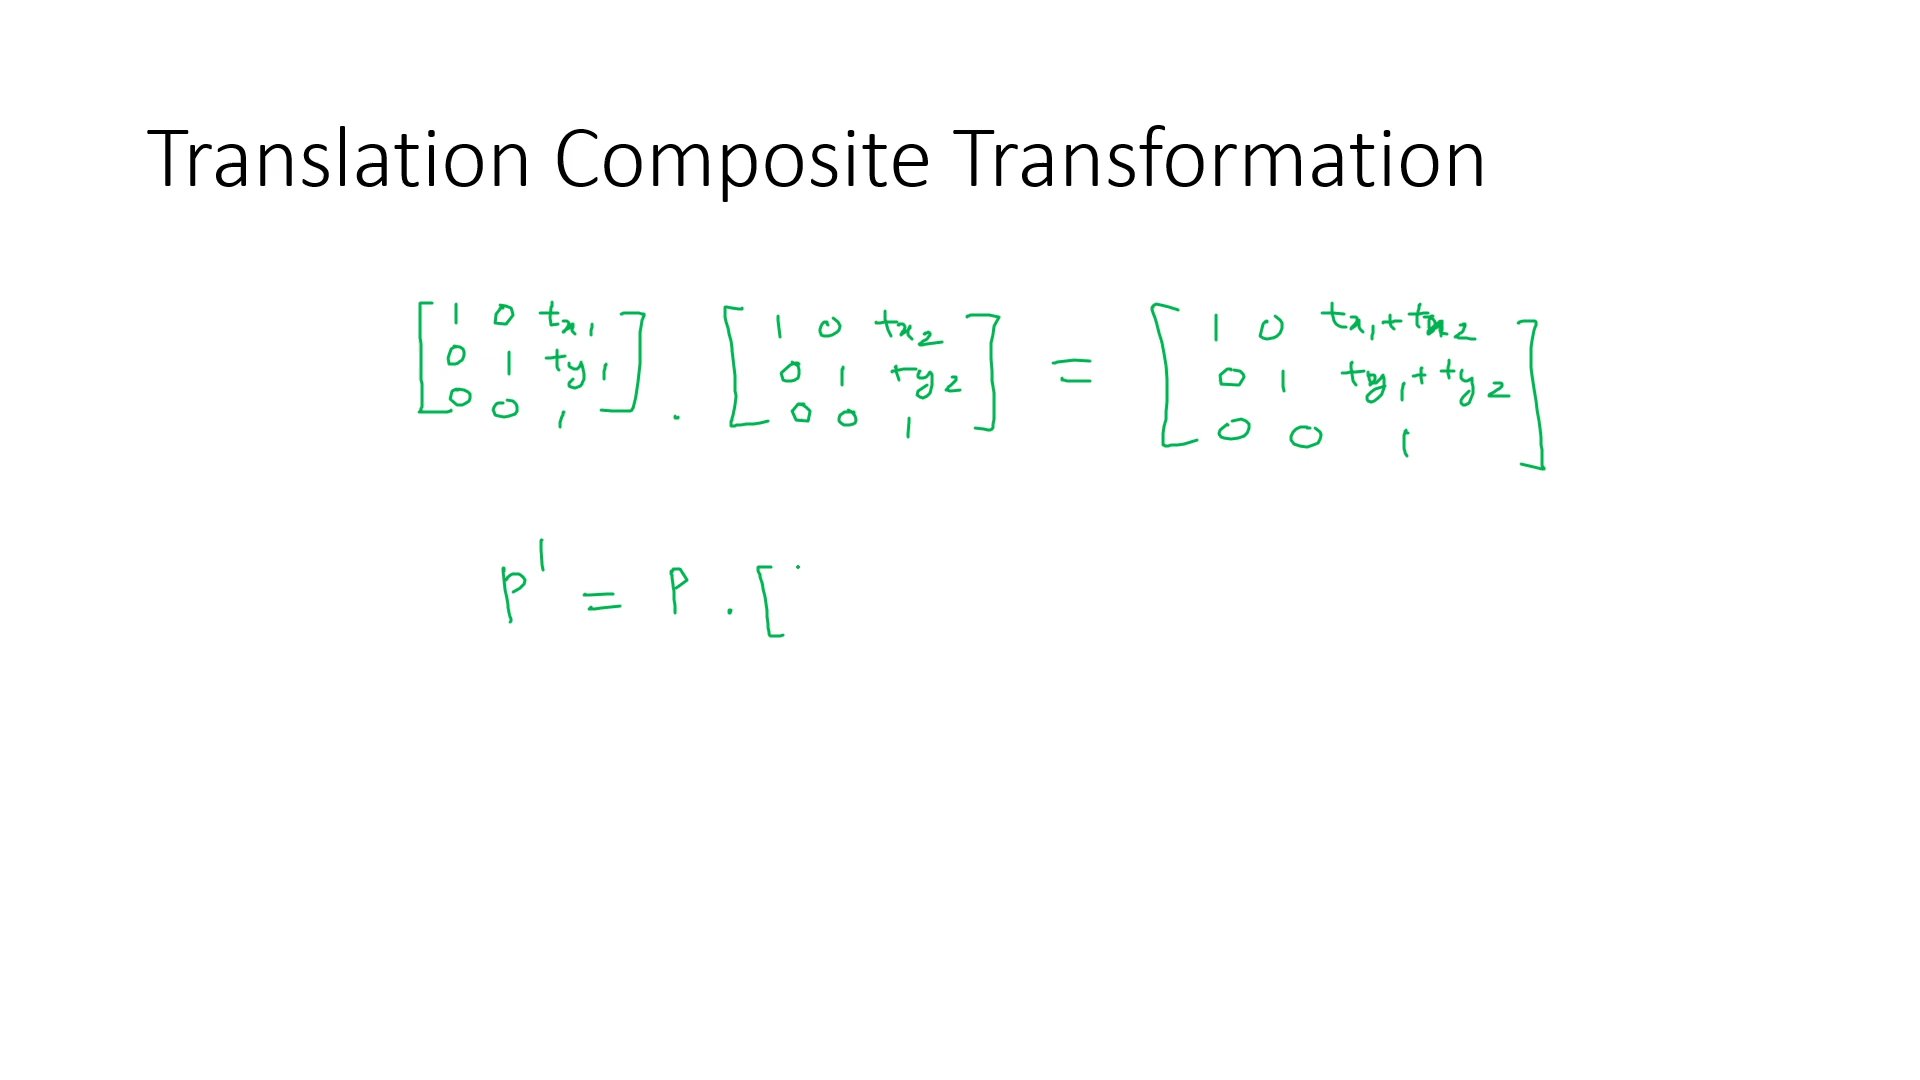 Translation Composite Transformation
[1 0 tx1] . [1 0 tx2] = [1 0 tx1+tx2]
[0 1 ty1] [0 1 ty2] [0 1 ty1+ty2]
[0 0 1] [0 0 1] [0 0 1]
P' = P . [